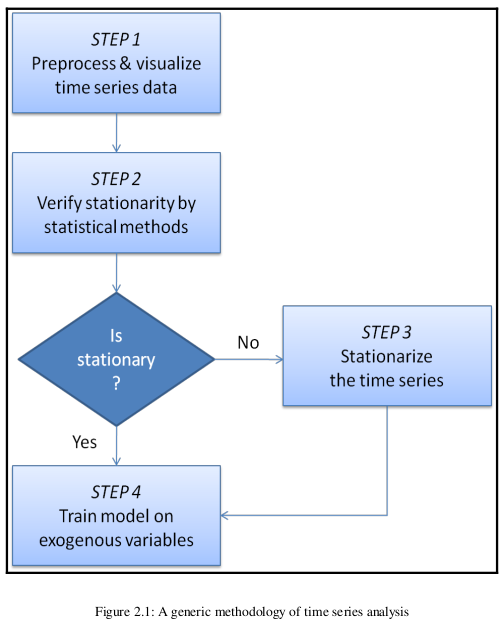 STEP 1
Preprocess & visualize
time series data
STEP 2
Verify stationarity by
statistical methods
Is
stationary
?
No
STEP 3
Stationarize
the time series
Yes
STEP 4
Train model on
exogenous variables
Figure 2.1: A generic methodology of time series analysis